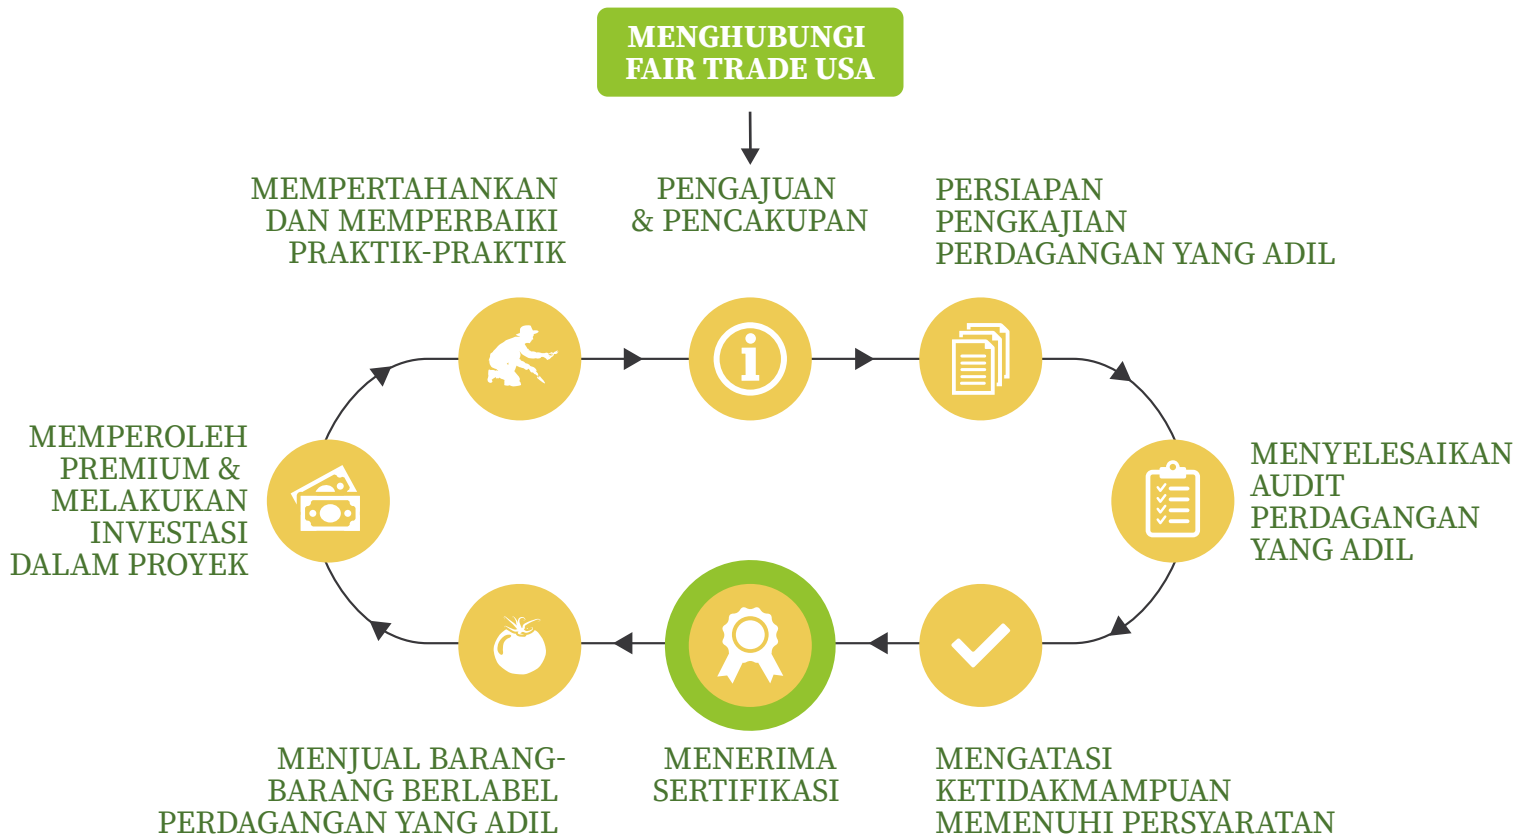 MENGHUBUNGI
FAIR TRADE USA
PENGAJUAN
& PENCAKUPAN
PERSIAPAN
PENGKAJIAN
PERDAGANGAN YANG ADIL
MENYELESAIKAN
AUDIT
PERDAGANGAN
YANG ADIL
MENGATASI
KETIDAKMAMPUAN
MEMENUHI PERSYARATAN
MENERIMA
SERTIFIKASI
MENJUAL BARANG-
BARANG BERLABEL
PERDAGANGAN YANG ADIL
MEMPEROLEH
PREMIUM &
MELAKUKAN
INVESTASI
DALAM PROYEK
MEMPERTAHANKAN
DAN MEMPERBAIKI
PRAKTIK-PRAKTIK